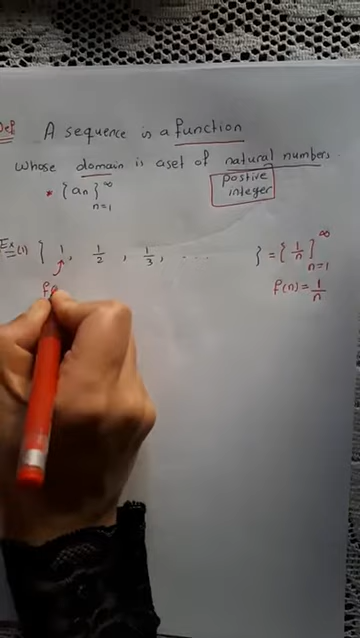 Def A sequence is a function
whose domain is a set of natural numbers.
postive
integer
* {an}∞n=1
Ex(1) { 1, 1/2, 1/3, .... } = {1/n}∞n=1
f(n) = 1/n